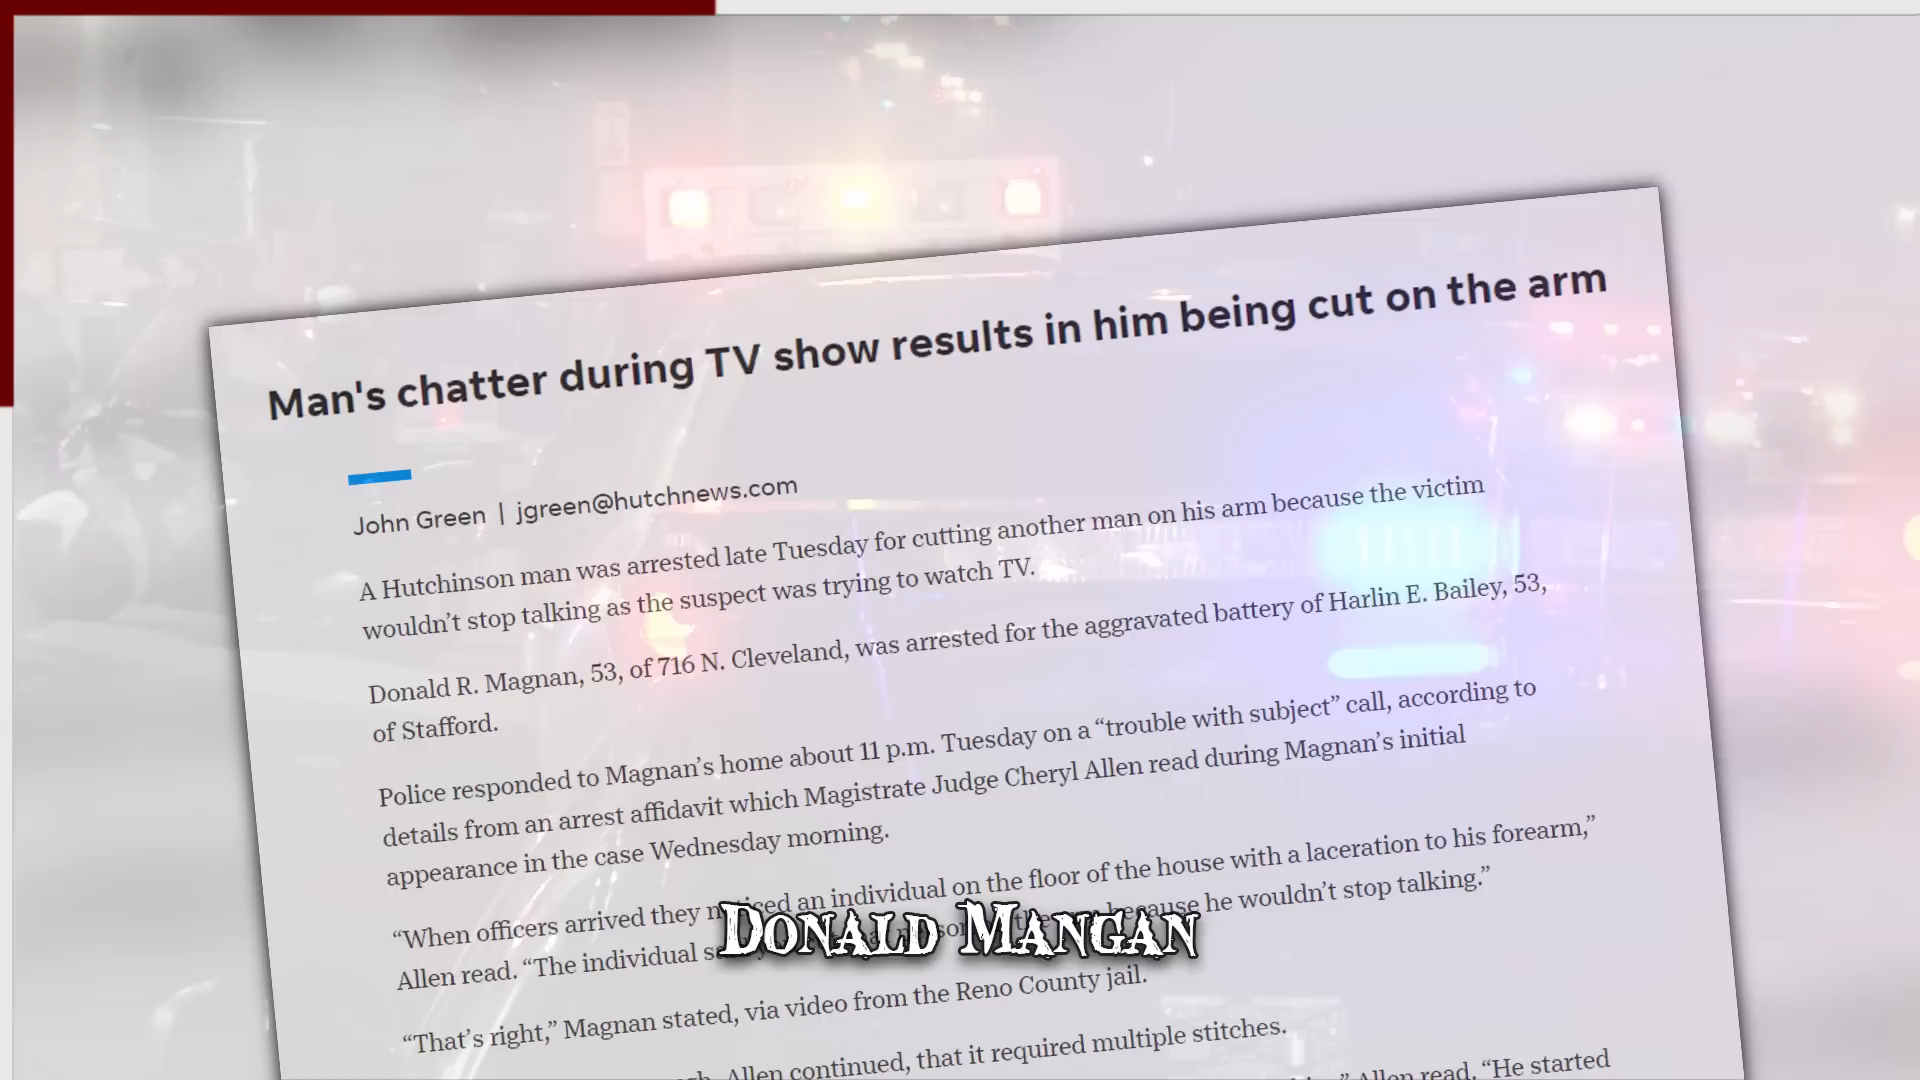 Man's chatter during TV show results in him being cut on the arm
John Green | jgreen@hutchnews.com
A Hutchinson man was arrested late Tuesday for cutting another man on his arm because the victim
wouldn’t stop talking as the suspect was trying to watch TV.
Donald R. Magnan, 53, of 716 N. Cleveland, was arrested for the aggravated battery of Harlin E. Bailey, 53,
of Stafford.
Police responded to Magnan’s home about 11 p.m. Tuesday on a “trouble with subject” call, according to
details from an arrest affidavit which Magistrate Judge Cheryl Allen read during Magnan’s initial
appearance in the case Wednesday morning.
“When officers arrived they noticed an individual on the floor of the house with a laceration to his forearm,”
Allen read. “The individual because he wouldn’t stop talking.”
Donald Mangan
“That’s right,” Magnan stated, via video from the Reno County jail.
Allen continued, that it required multiple stitches.
Allen read. “He started